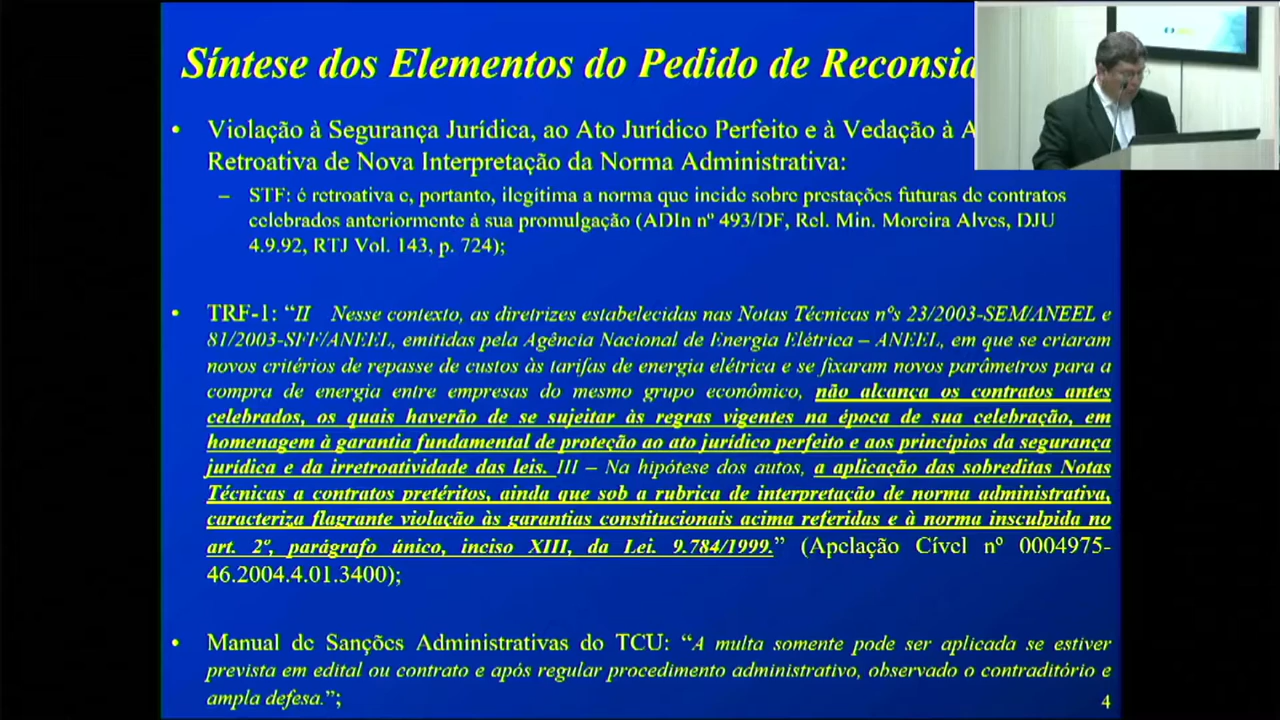 Síntese dos Elementos do Pedido de
• Violação à Segurança Jurídica, ao Ato Jurídico Perfeito e à Vedação à
Retroativa de Nova Interpretação da Norma Administrativa:
– STF: é retroativa e, portanto, ilegítima a norma que incide sobre prestações futuras de contratos
celebrados anteriormente à sua promulgação (ADIn nº 493/DF, Rel. Min. Moreira Alves, DJU
4.9.92, RTJ Vol. 143, p. 724);
• TRF-1: “II Nesse contexto, as diretrizes estabelecidas nas Notas Técnicas nºs 23/2003-SEM/ANEEL e
81/2003-SFF/ANEEL, emitidas pela Agência Nacional de Energia Elétrica – ANEEL, em que se criaram
novos critérios de repasse de custos às tarifas de energia elétrica e se fixaram novos parâmetros para a
compra de energia entre empresas do mesmo grupo econômico, não alcança os contratos antes
celebrados, os quais haverão de se sujeitar às regras vigentes na época de sua celebração, em
homenagem à garantia fundamental de proteção ao ato jurídico perfeito e aos princípios da segurança
jurídica e da irretroatividade das leis. III – Na hipótese dos autos, a aplicação das sobreditas Notas
Técnicas a contratos pretéritos, ainda que sob a rubrica de interpretação de norma administrativa,
caracteriza flagrante violação às garantias constitucionais acima referidas e à norma insculpida no
art. 2º, parágrafo único, inciso XIII, da Lei. 9.784/1999.” (Apelação Cível nº 0004975-
46.2004.4.01.3400);
• Manual de Sanções Administrativas do TCU: “A multa somente pode ser aplicada se estiver
prevista em edital ou contrato e após regular procedimento administrativo, observado o contraditório e
ampla defesa.”;
4